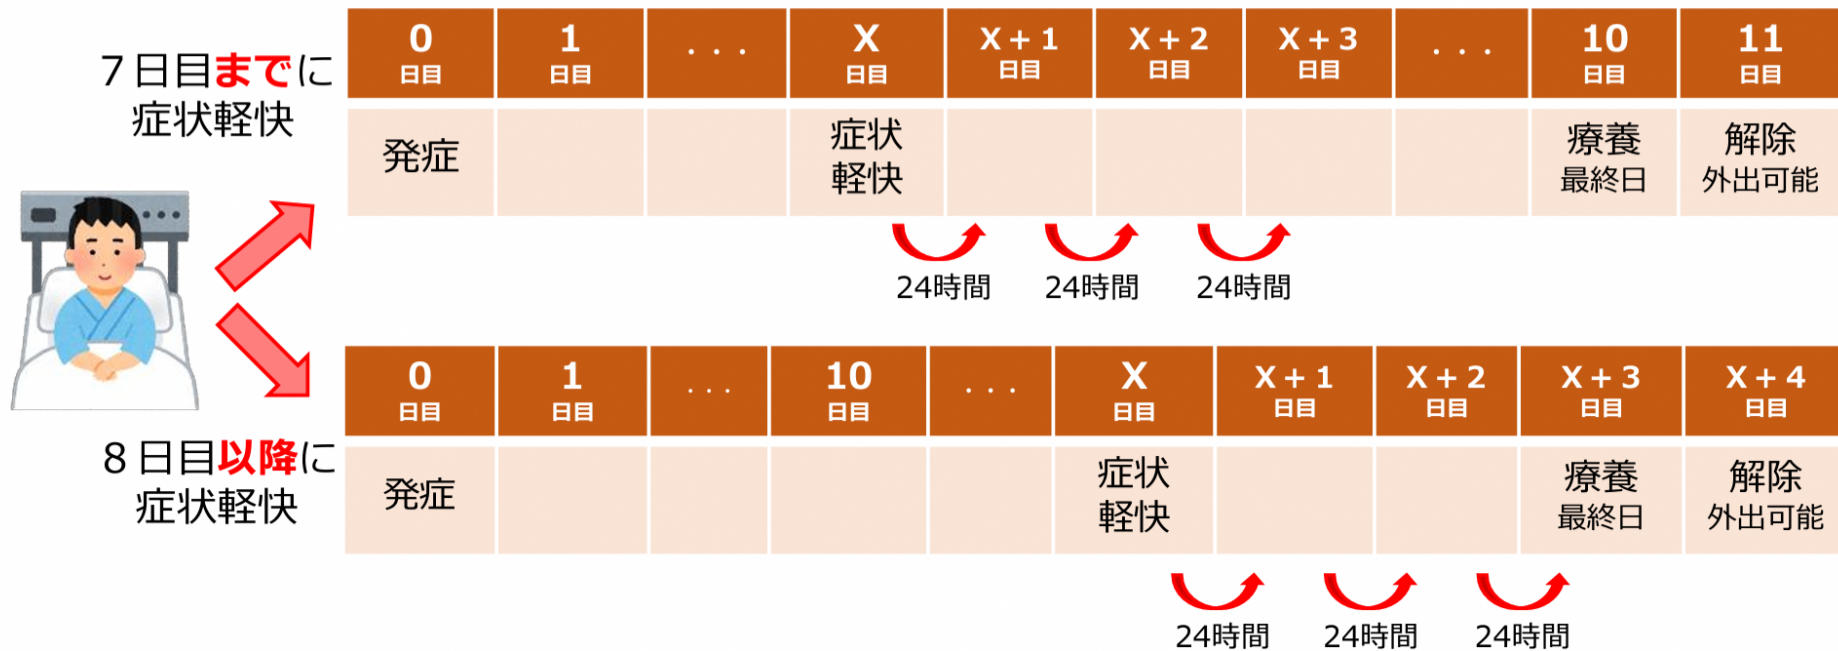 7日目までに
症状軽快
0 1 ... X X+1 X+2 X+3 ... 10 11
日目 日目 日目 日目 日目 日目 日目 日目
発症 症状 療養 解除
軽快 最終日 外出可能
24時間 24時間 24時間
8日目以降に
症状軽快
0 1 ... 10 ... X X+1 X+2 X+3 X+4
日目 日目 日目 日目 日目 日目 日目 日目
発症 症状 療養 解除
軽快 最終日 外出可能
24時間 24時間 24時間